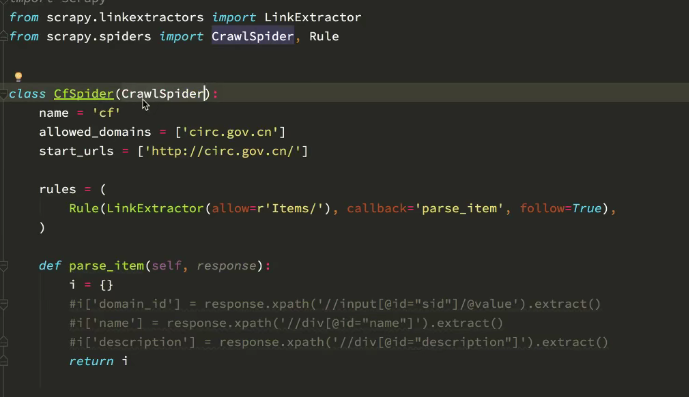 import scrapy
from scrapy.linkextractors import LinkExtractor
from scrapy.spiders import CrawlSpider, Rule
class CfSpider(CrawlSpider):
    name = 'cf'
    allowed_domains = ['circ.gov.cn']
    start_urls = ['http://circ.gov.cn/']
    rules = (
        Rule(LinkExtractor(allow=r'Items/'), callback='parse_item', follow=True),
    )
    def parse_item(self, response):
        i = {}
        #i['domain_id'] = response.xpath('//input[@id="sid"]/@value').extract()
        #i['name'] = response.xpath('//div[@id="name"]').extract()
        #i['description'] = response.xpath('//div[@id="description"]').extract()
        return i